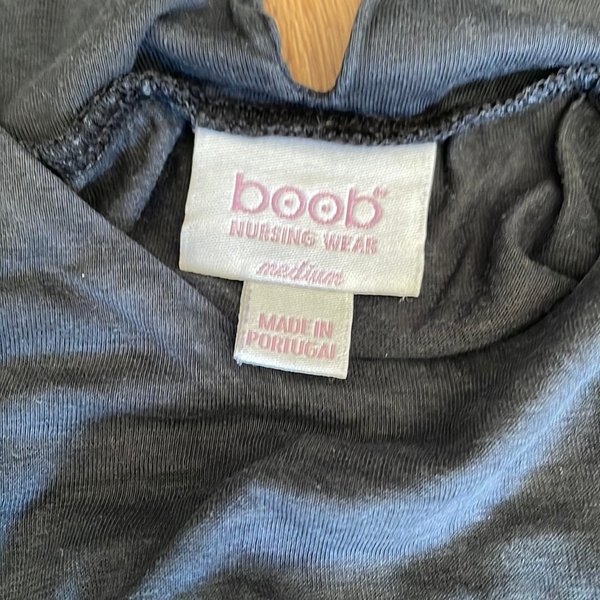 boob
NURSING WEAR
medium
MADE IN
PORTUGAL